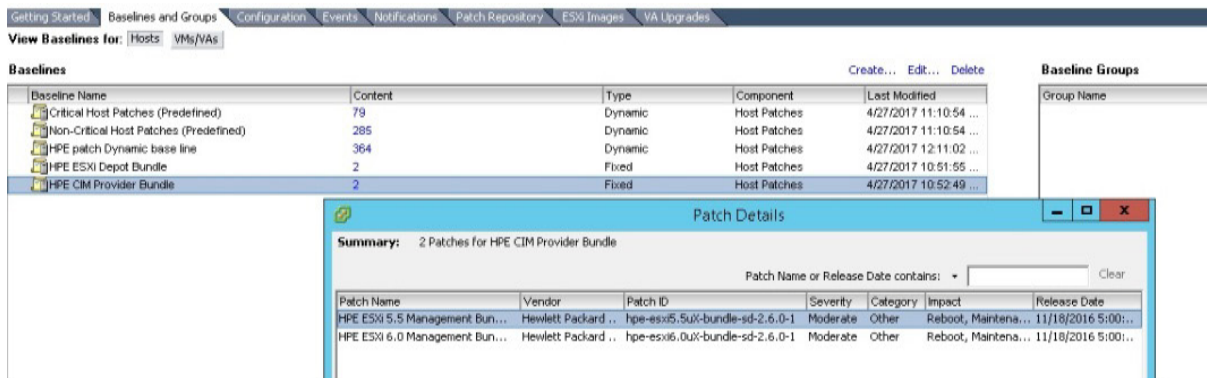 Getting Started Baselines and Groups Configuration Events Notifications Patch Repository ESXi Images VA Upgrades
View Baselines for: Hosts VMs/VAs
Baselines Create... Edit... Delete Baseline Groups
Baseline Name Content Type Component Last Modified Group Name
Critical Host Patches (Predefined) 79 Dynamic Host Patches 4/27/2017 11:10:54 ...
Non-Critical Host Patches (Predefined) 285 Dynamic Host Patches 4/27/2017 11:10:54 ...
HPE patch Dynamic base line 364 Dynamic Host Patches 4/27/2017 12:11:02 ...
HPE ESXi Depot Bundle 2 Fixed Host Patches 4/27/2017 10:51:55 ...
HPE CIM Provider Bundle 2 Fixed Host Patches 4/27/2017 10:52:49 ...
Patch Details
Summary: 2 Patches for HPE CIM Provider Bundle
Patch Name or Release Date contains: Clear
Patch Name Vendor Patch ID Severity Category Impact Release Date
HPE ESXi 5.5 Management Bun... Hewlett Packard .. hpe-esxi5.5uX-bundle-sd-2.6.0-1 Moderate Other Reboot, Maintena... 11/18/2016 5:00:..
HPE ESXi 6.0 Management Bun... Hewlett Packard .. hpe-esxi6.0uX-bundle-sd-2.6.0-1 Moderate Other Reboot, Maintena... 11/18/2016 5:00:..